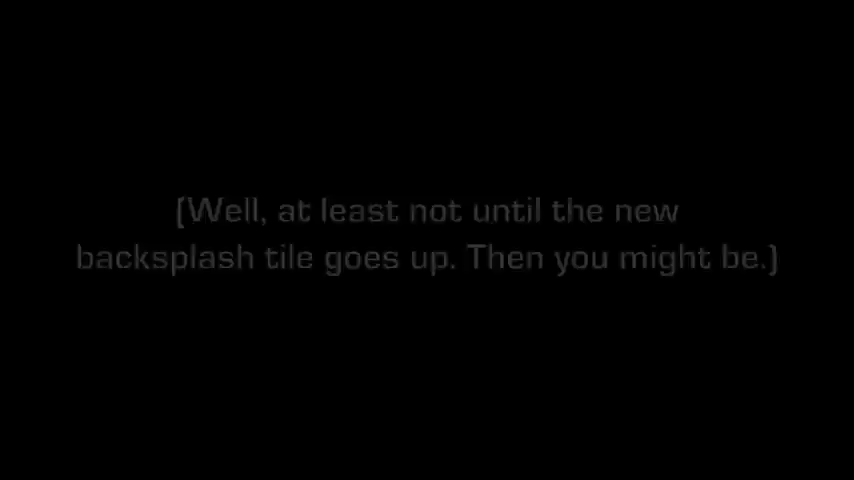 (Well, at least not until the new
backsplash tile goes up. Then you might be.)